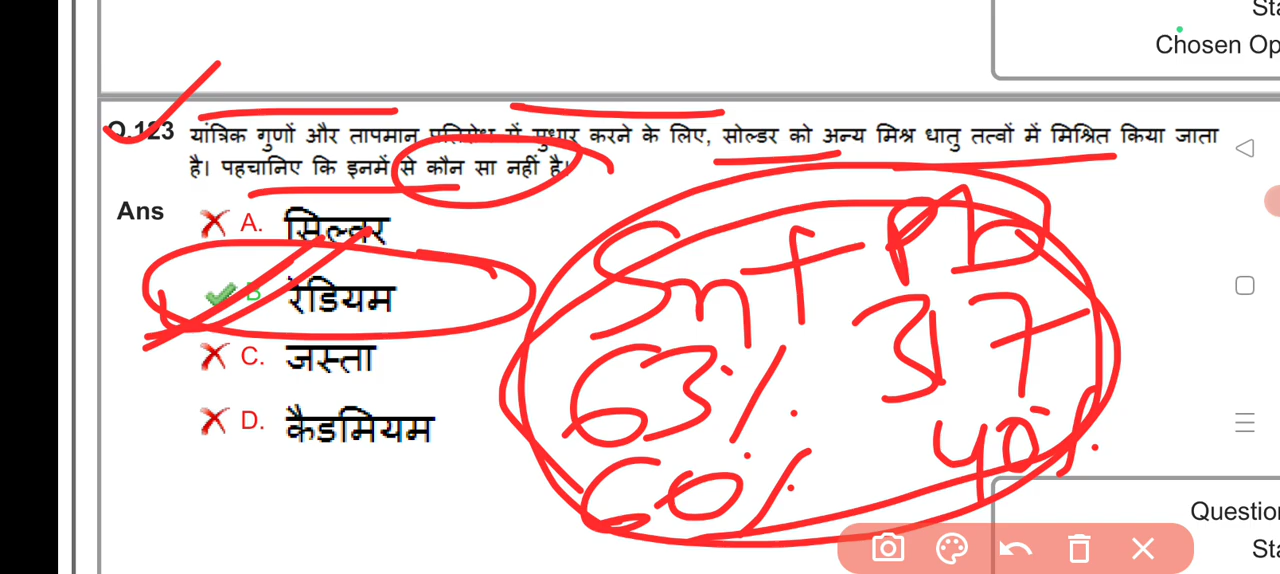 Sta
Chosen Op
Q.123 यांत्रिक गुणों और तापमान प्रतिरोध में सुधार करने के लिए, सोल्डर को अन्य मिश्र धातु तत्वों में मिश्रित किया जाता
है। पहचानिए कि इनमें से कौन सा नहीं है।
Ans
A. सिल्वर
B. रेडियम
C. जस्ता
D. कैडमियम
Sn + Pb
63% 37
60% 40%
Question
Sta